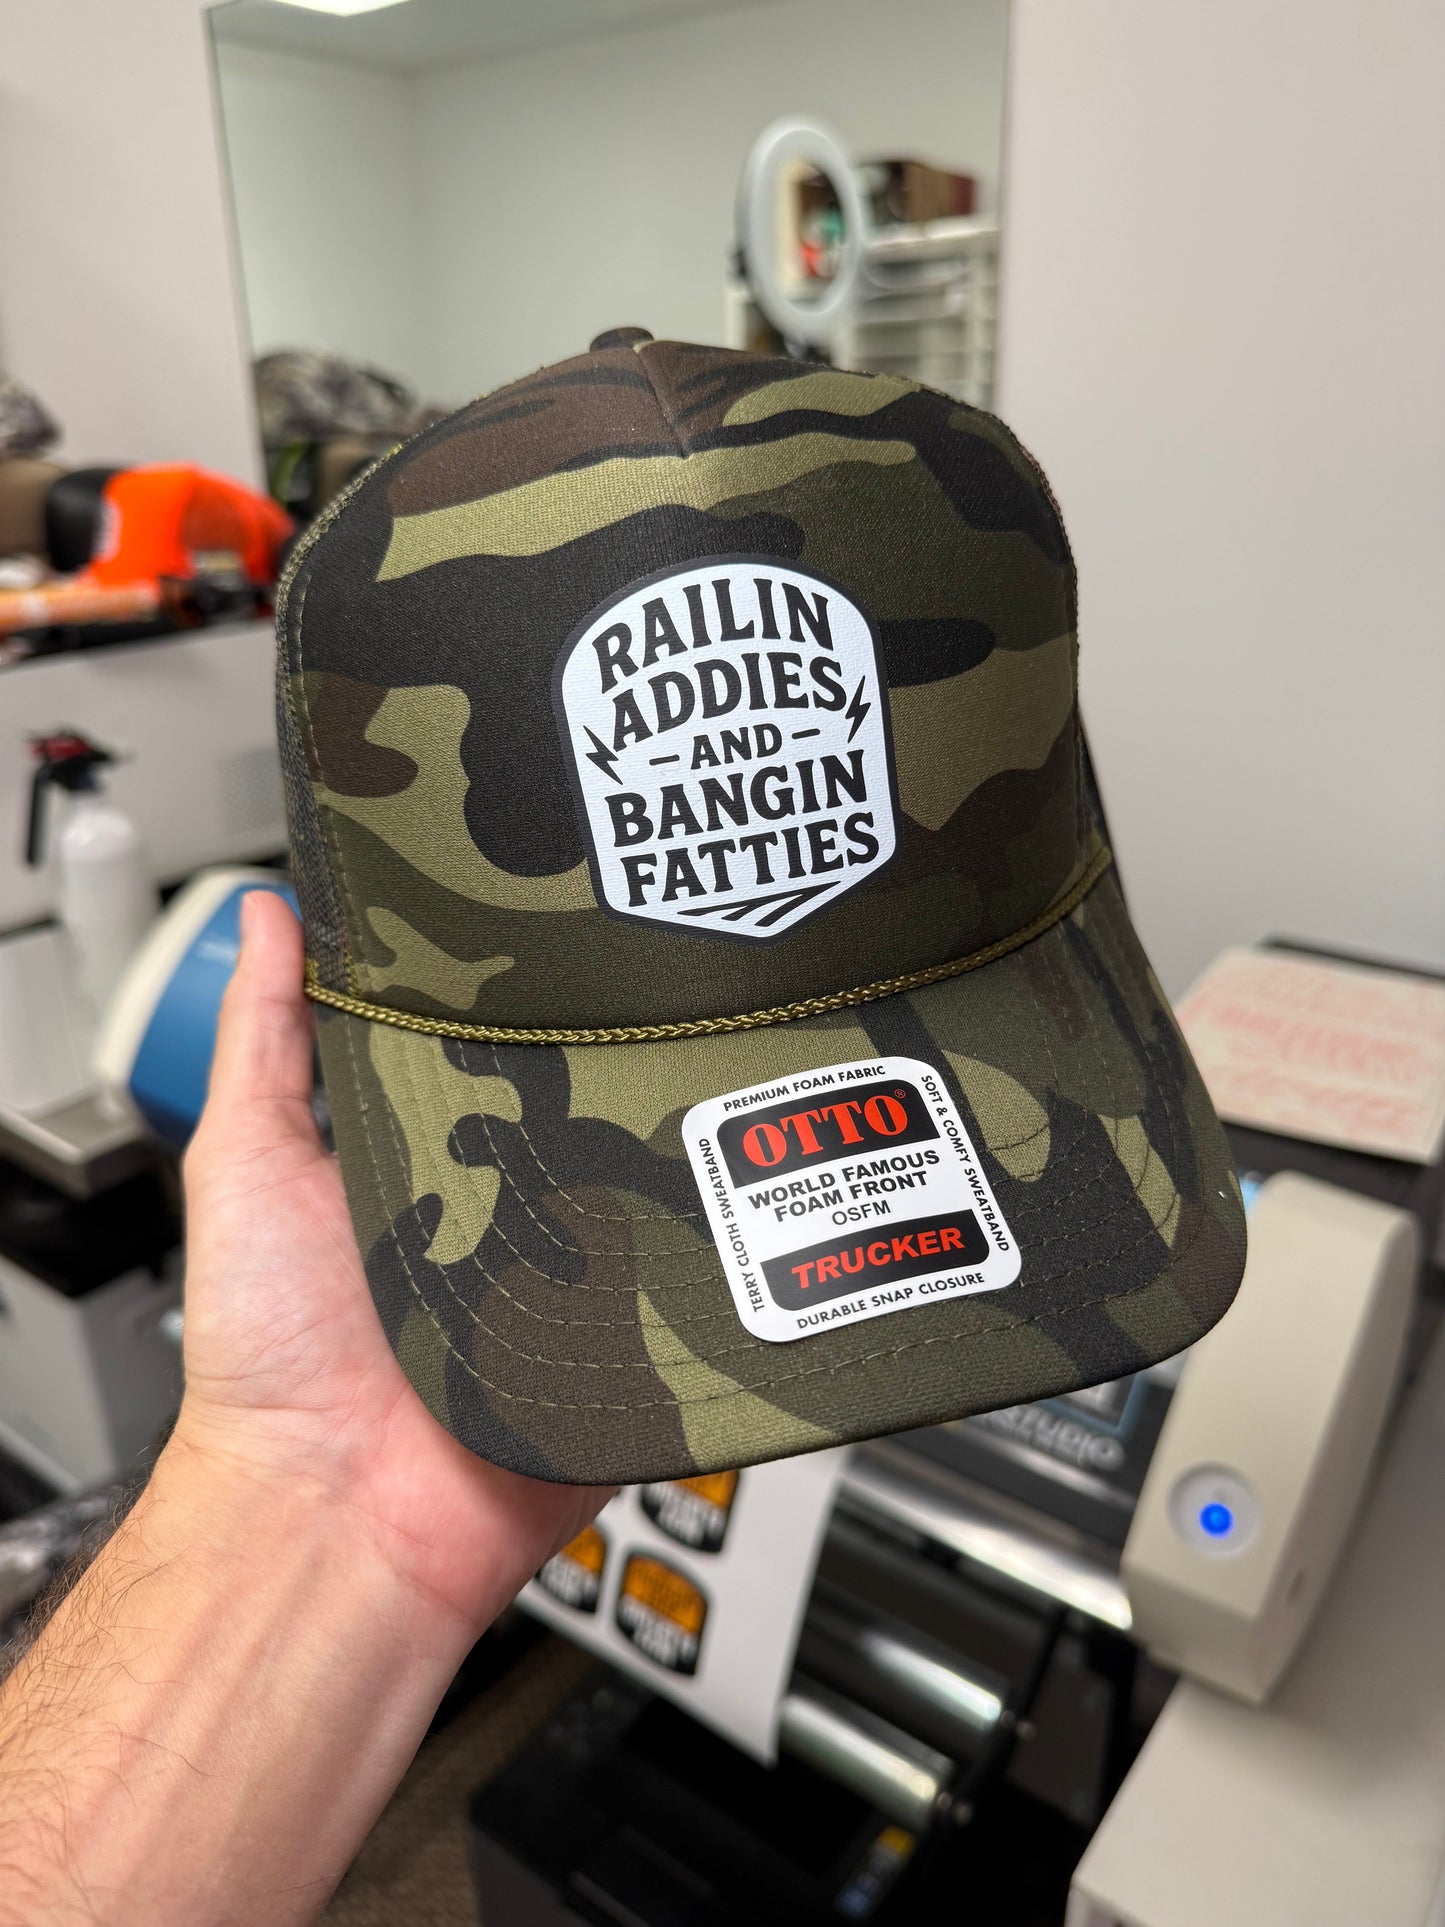 RAILIN
ADDIES
–AND–
BANGIN
FATTIES
PREMIUM FOAM FABRIC
SOFT & COMFY SWEATBAND
TERRY CLOTH SWEATBAND
OTTO®
WORLD FAMOUS
FOAM FRONT
OSFM
TRUCKER
DURABLE SNAP CLOSURE
STUDIO